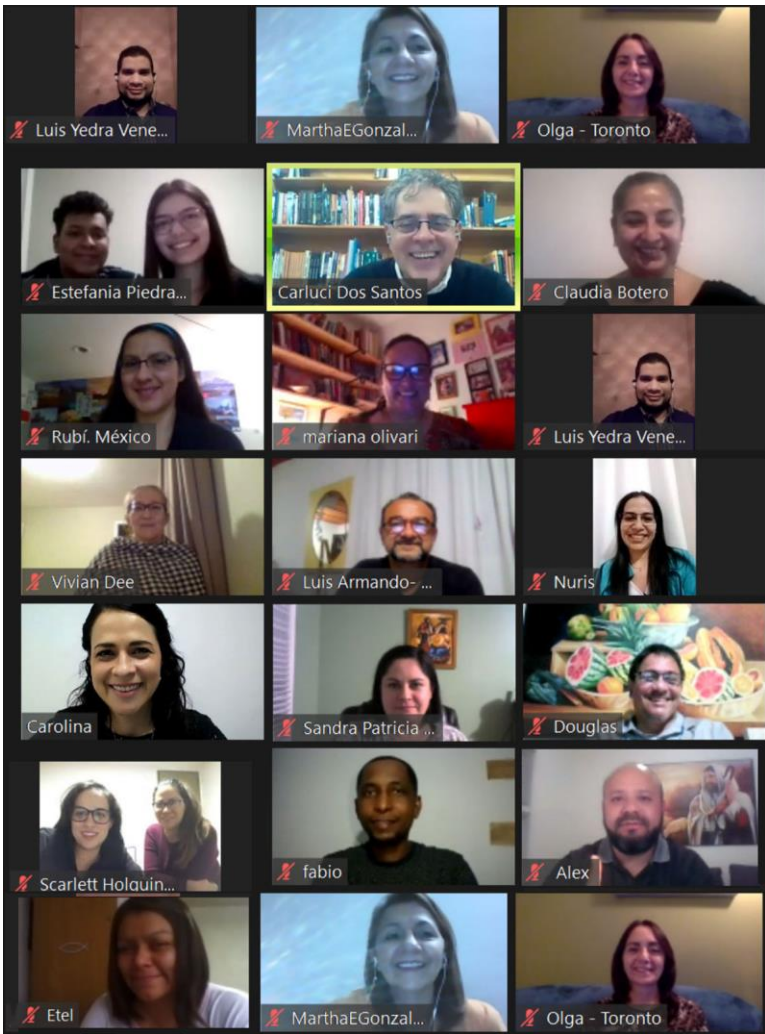 Luis Yedra Vene...
MarthaEGonzal...
Olga - Toronto
Estefania Piedra...
Carluci Dos Santos
Claudia Botero
Rubí. México
mariana olivari
Luis Yedra Vene...
Vivian Dee
Luis Armando- ...
Nuris
Carolina
Sandra Patricia ...
Douglas
Scarlett Holguin...
fabio
Alex
Etel
MarthaEGonzal...
Olga - Toronto